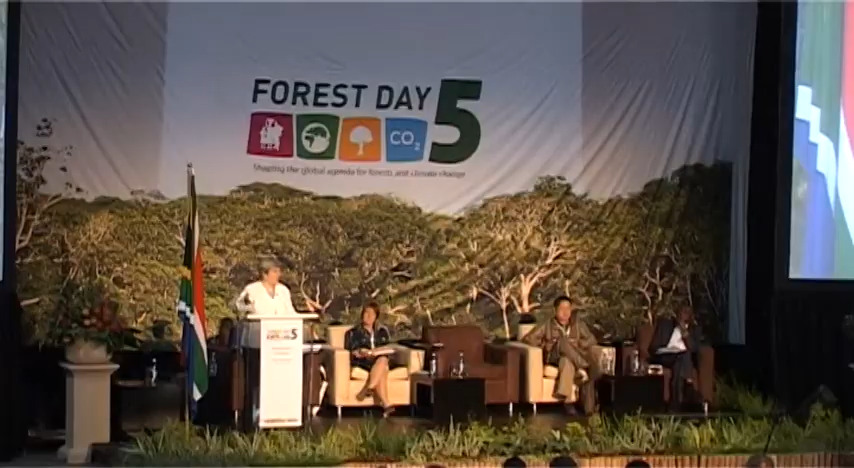 FOREST DAY 5
CO2
Shaping the global agenda for forests and climate change